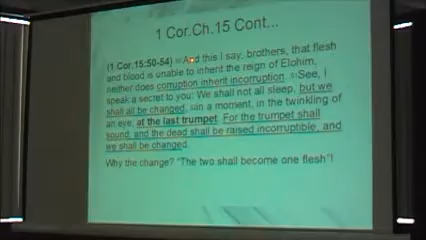 1 Cor.Ch.15 Cont...
(1 Cor.15:50-54) 50And this I say, brothers, that flesh
and blood is unable to inherit the reign of Elohim,
neither does corruption inherit incorruption. 51See, I
speak a secret to you: We shall not all sleep, but we
shall all be changed, 52in a moment, in the twinkling of
an eye, at the last trumpet. For the trumpet shall
sound, and the dead shall be raised incorruptible, and
we shall be changed.
Why the change? "The two shall become one flesh"!